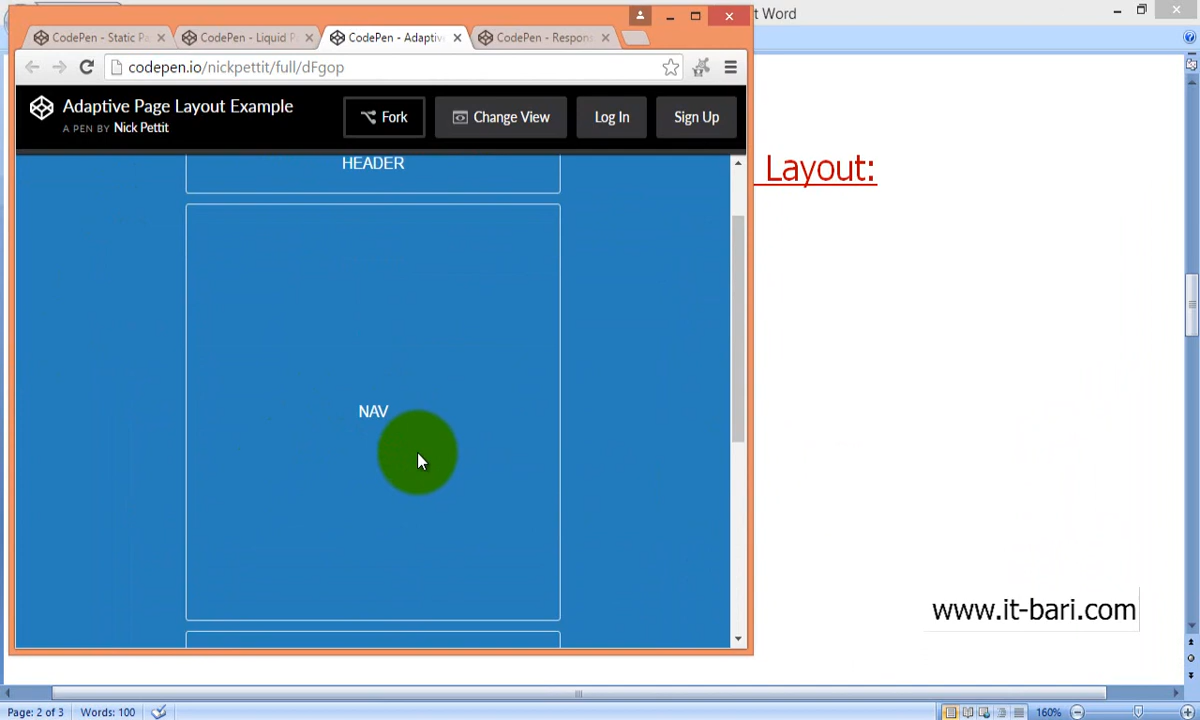 t Word
CodePen - Static Pa
CodePen - Liquid P
CodePen - Adaptive
CodePen - Respons
codepen.io/nickpettit/full/dFgop
Adaptive Page Layout Example
A PEN BY Nick Pettit
Fork
Change View
Log In
Sign Up
Layout:
HEADER
NAV
www.it-bari.com
Page: 2 of 3
Words: 100
160%